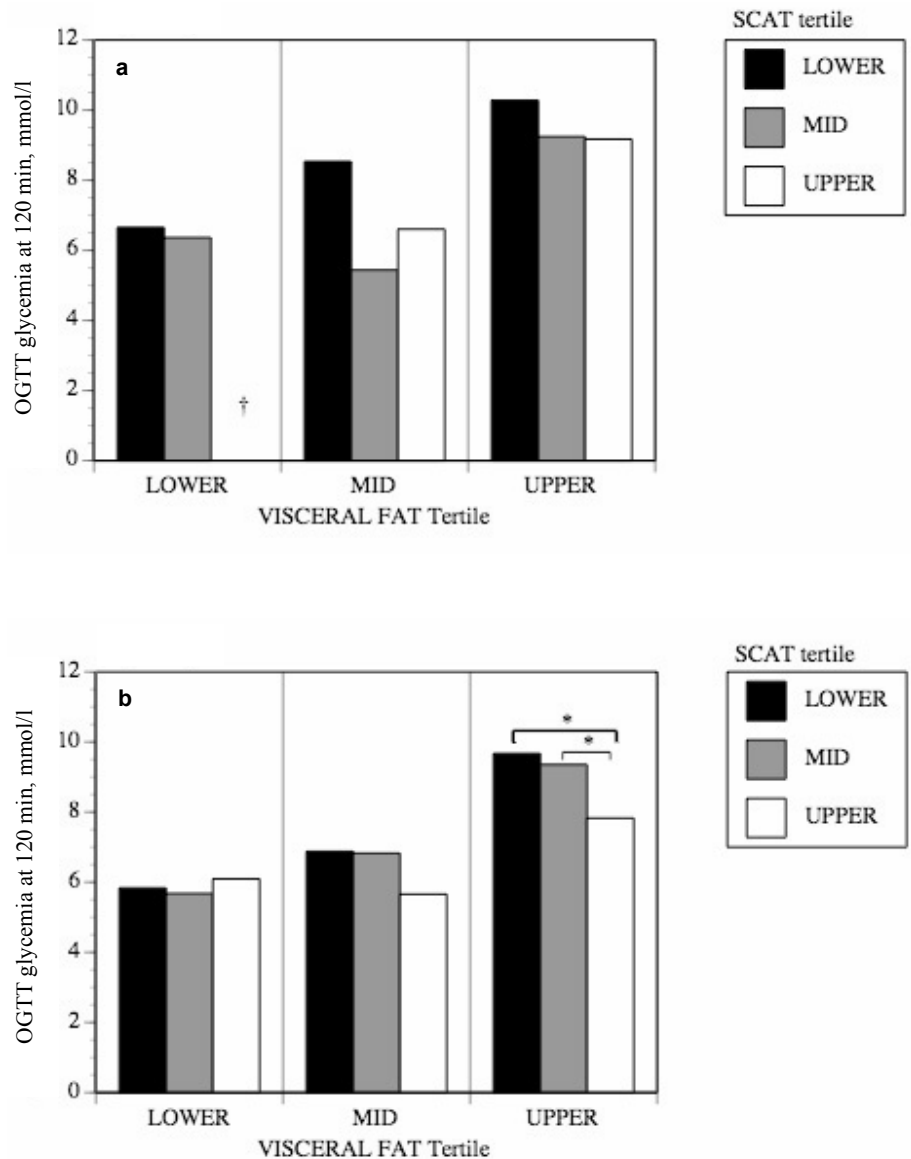 SCAT tertile
12
a
LOWER
10
MID
8
UPPER
6
4
2
†
0
OGTT glycemia at 120 min, mmol/l
LOWER MID UPPER
VISCERAL FAT Tertile
SCAT tertile
12
b
LOWER
*
10
*
MID
8
UPPER
6
4
2
0
OGTT glycemia at 120 min, mmol/l
LOWER MID UPPER
VISCERAL FAT Tertile